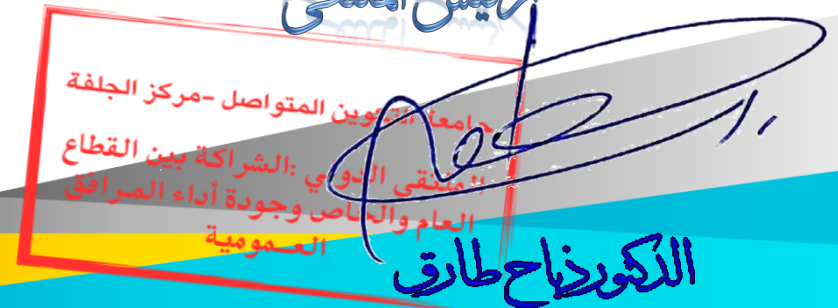 رئيس الملتقى
جامعة التكوين المتواصل -مركز الجلفة
الملتقى الدولي :الشراكة بين القطاع
العام والخاص وجودة أداء المرافق
العمومية
الدكتور ذباح طارق